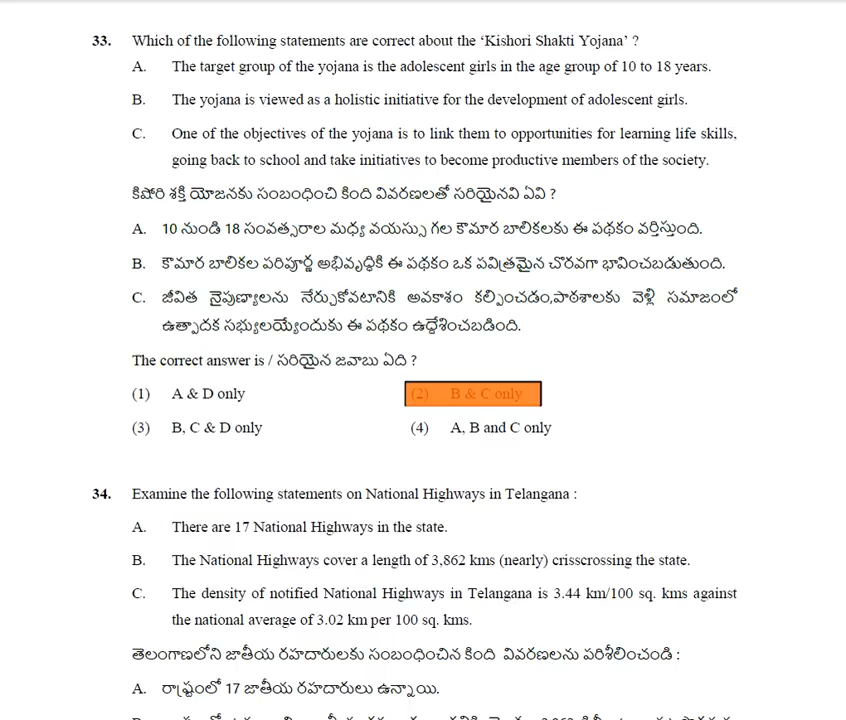 33. Which of the following statements are correct about the ‘Kishori Shakti Yojana’ ?
A. The target group of the yojana is the adolescent girls in the age group of 10 to 18 years.
B. The yojana is viewed as a holistic initiative for the development of adolescent girls.
C. One of the objectives of the yojana is to link them to opportunities for learning life skills,
going back to school and take initiatives to become productive members of the society.
కిషోరి శక్తి యోజనకు సంబంధించి కింది వివరణలతో సరియైనవి ఏవి ?
A. 10 నుండి 18 సంవత్సరాల మధ్య వయస్సు గల కౌమార బాలికలకు ఈ పథకం వర్తిస్తుంది.
B. కౌమార బాలికల పరిపూర్ణ అభివృద్ధికి ఈ పథకం ఒక పవిత్రమైన చొరవగా భావించబడుతుంది.
C. జీవిత నైపుణ్యాలను నేర్చుకోవటానికి అవకాశం కల్పించడం,పాఠశాలకు వెళ్లి సమాజంలో
ఉత్పాదక సభ్యులయ్యేందుకు ఈ పథకం ఉద్దేశించబడింది.
The correct answer is / సరియైన జవాబు ఏది ?
(1) A & D only (2) B & C only
(3) B, C & D only (4) A, B and C only
34. Examine the following statements on National Highways in Telangana :
A. There are 17 National Highways in the state.
B. The National Highways cover a length of 3,862 kms (nearly) crisscrossing the state.
C. The density of notified National Highways in Telangana is 3.44 km/100 sq. kms against
the national average of 3.02 km per 100 sq. kms.
తెలంగాణలోని జాతీయ రహదారులకు సంబంధించిన కింది వివరణలను పరిశీలించండి :
A. రాష్ట్రంలో 17 జాతీయ రహదారులు ఉన్నాయి.